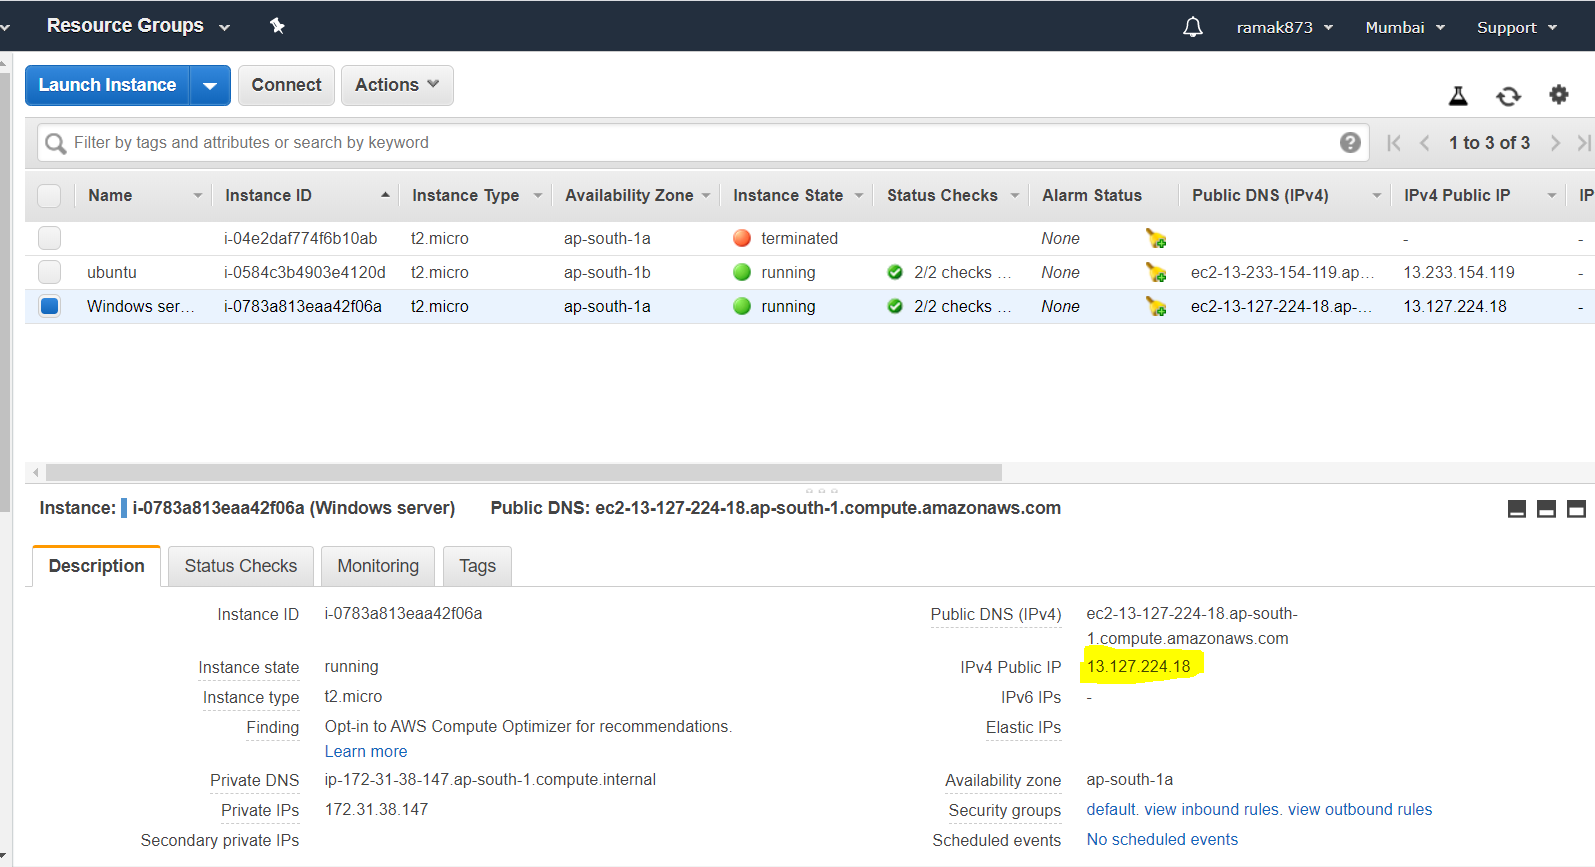 Resource Groups ramak873 Mumbai Support
Launch Instance Connect Actions
Filter by tags and attributes or search by keyword 1 to 3 of 3
Name Instance ID Instance Type Availability Zone Instance State Status Checks Alarm Status Public DNS (IPv4) IPv4 Public IP IP
i-04e2daf774f6b10ab t2.micro ap-south-1a terminated None - -
ubuntu i-0584c3b4903e4120d t2.micro ap-south-1b running 2/2 checks ... None ec2-13-233-154-119.ap... 13.233.154.119 -
Windows ser... i-0783a813eaa42f06a t2.micro ap-south-1a running 2/2 checks ... None ec2-13-127-224-18.ap-... 13.127.224.18 -
Instance: i-0783a813eaa42f06a (Windows server) Public DNS: ec2-13-127-224-18.ap-south-1.compute.amazonaws.com
Description Status Checks Monitoring Tags
Instance ID i-0783a813eaa42f06a Public DNS (IPv4) ec2-13-127-224-18.ap-south-
1.compute.amazonaws.com
Instance state running IPv4 Public IP 13.127.224.18
Instance type t2.micro IPv6 IPs -
Finding Opt-in to AWS Compute Optimizer for recommendations. Elastic IPs
Learn more
Private DNS ip-172-31-38-147.ap-south-1.compute.internal Availability zone ap-south-1a
Private IPs 172.31.38.147 Security groups default. view inbound rules. view outbound rules
Secondary private IPs Scheduled events No scheduled events